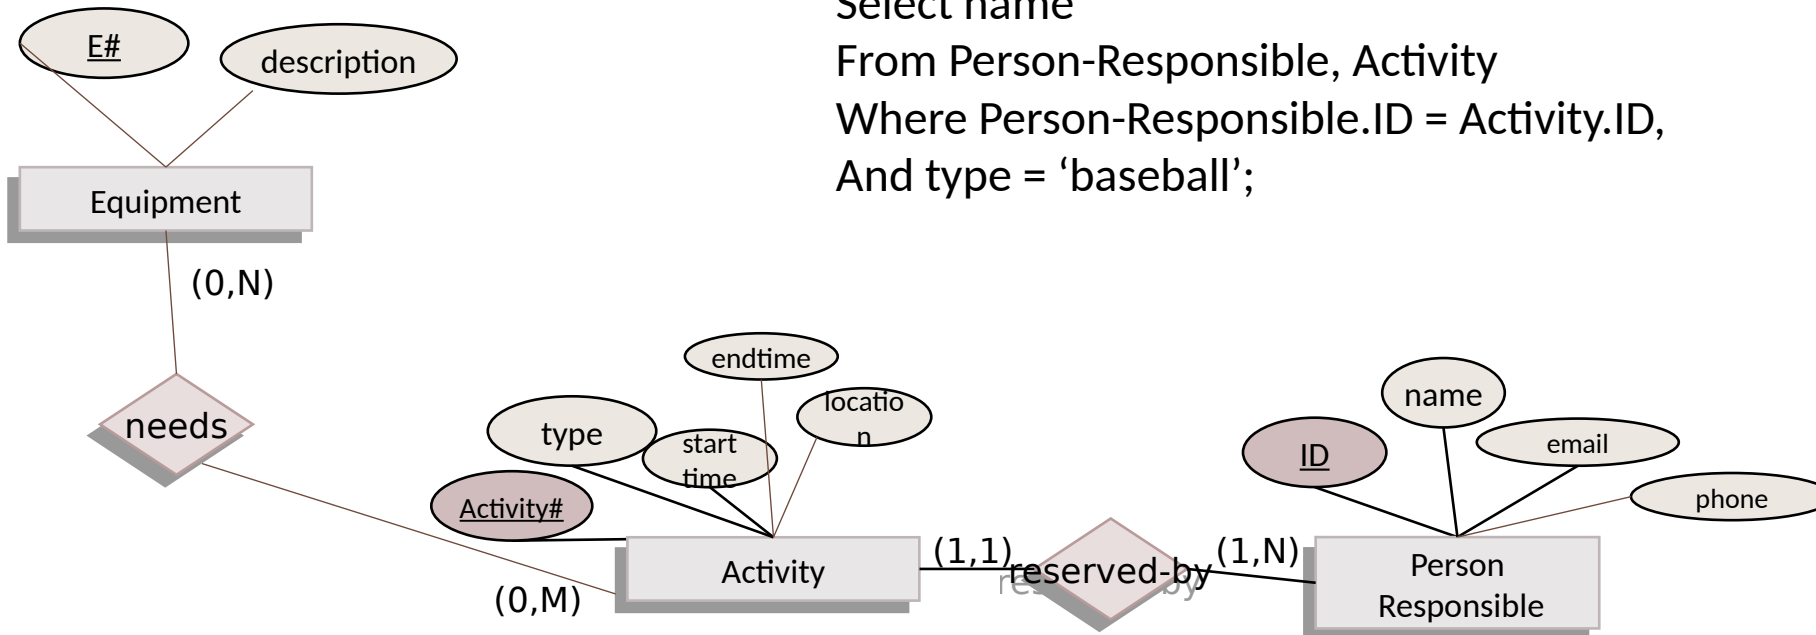 Select name
From Person-Responsible, Activity
Where Person-Responsible.ID = Activity.ID,
And type = ‘baseball’;
E#
description
Equipment
(0,N)
needs
endtime
locatio
n
type
start
time
Activity#
name
ID
email
phone
Activity
(1,1)
reserved-by
(1,N)
Person
Responsible
(0,M)